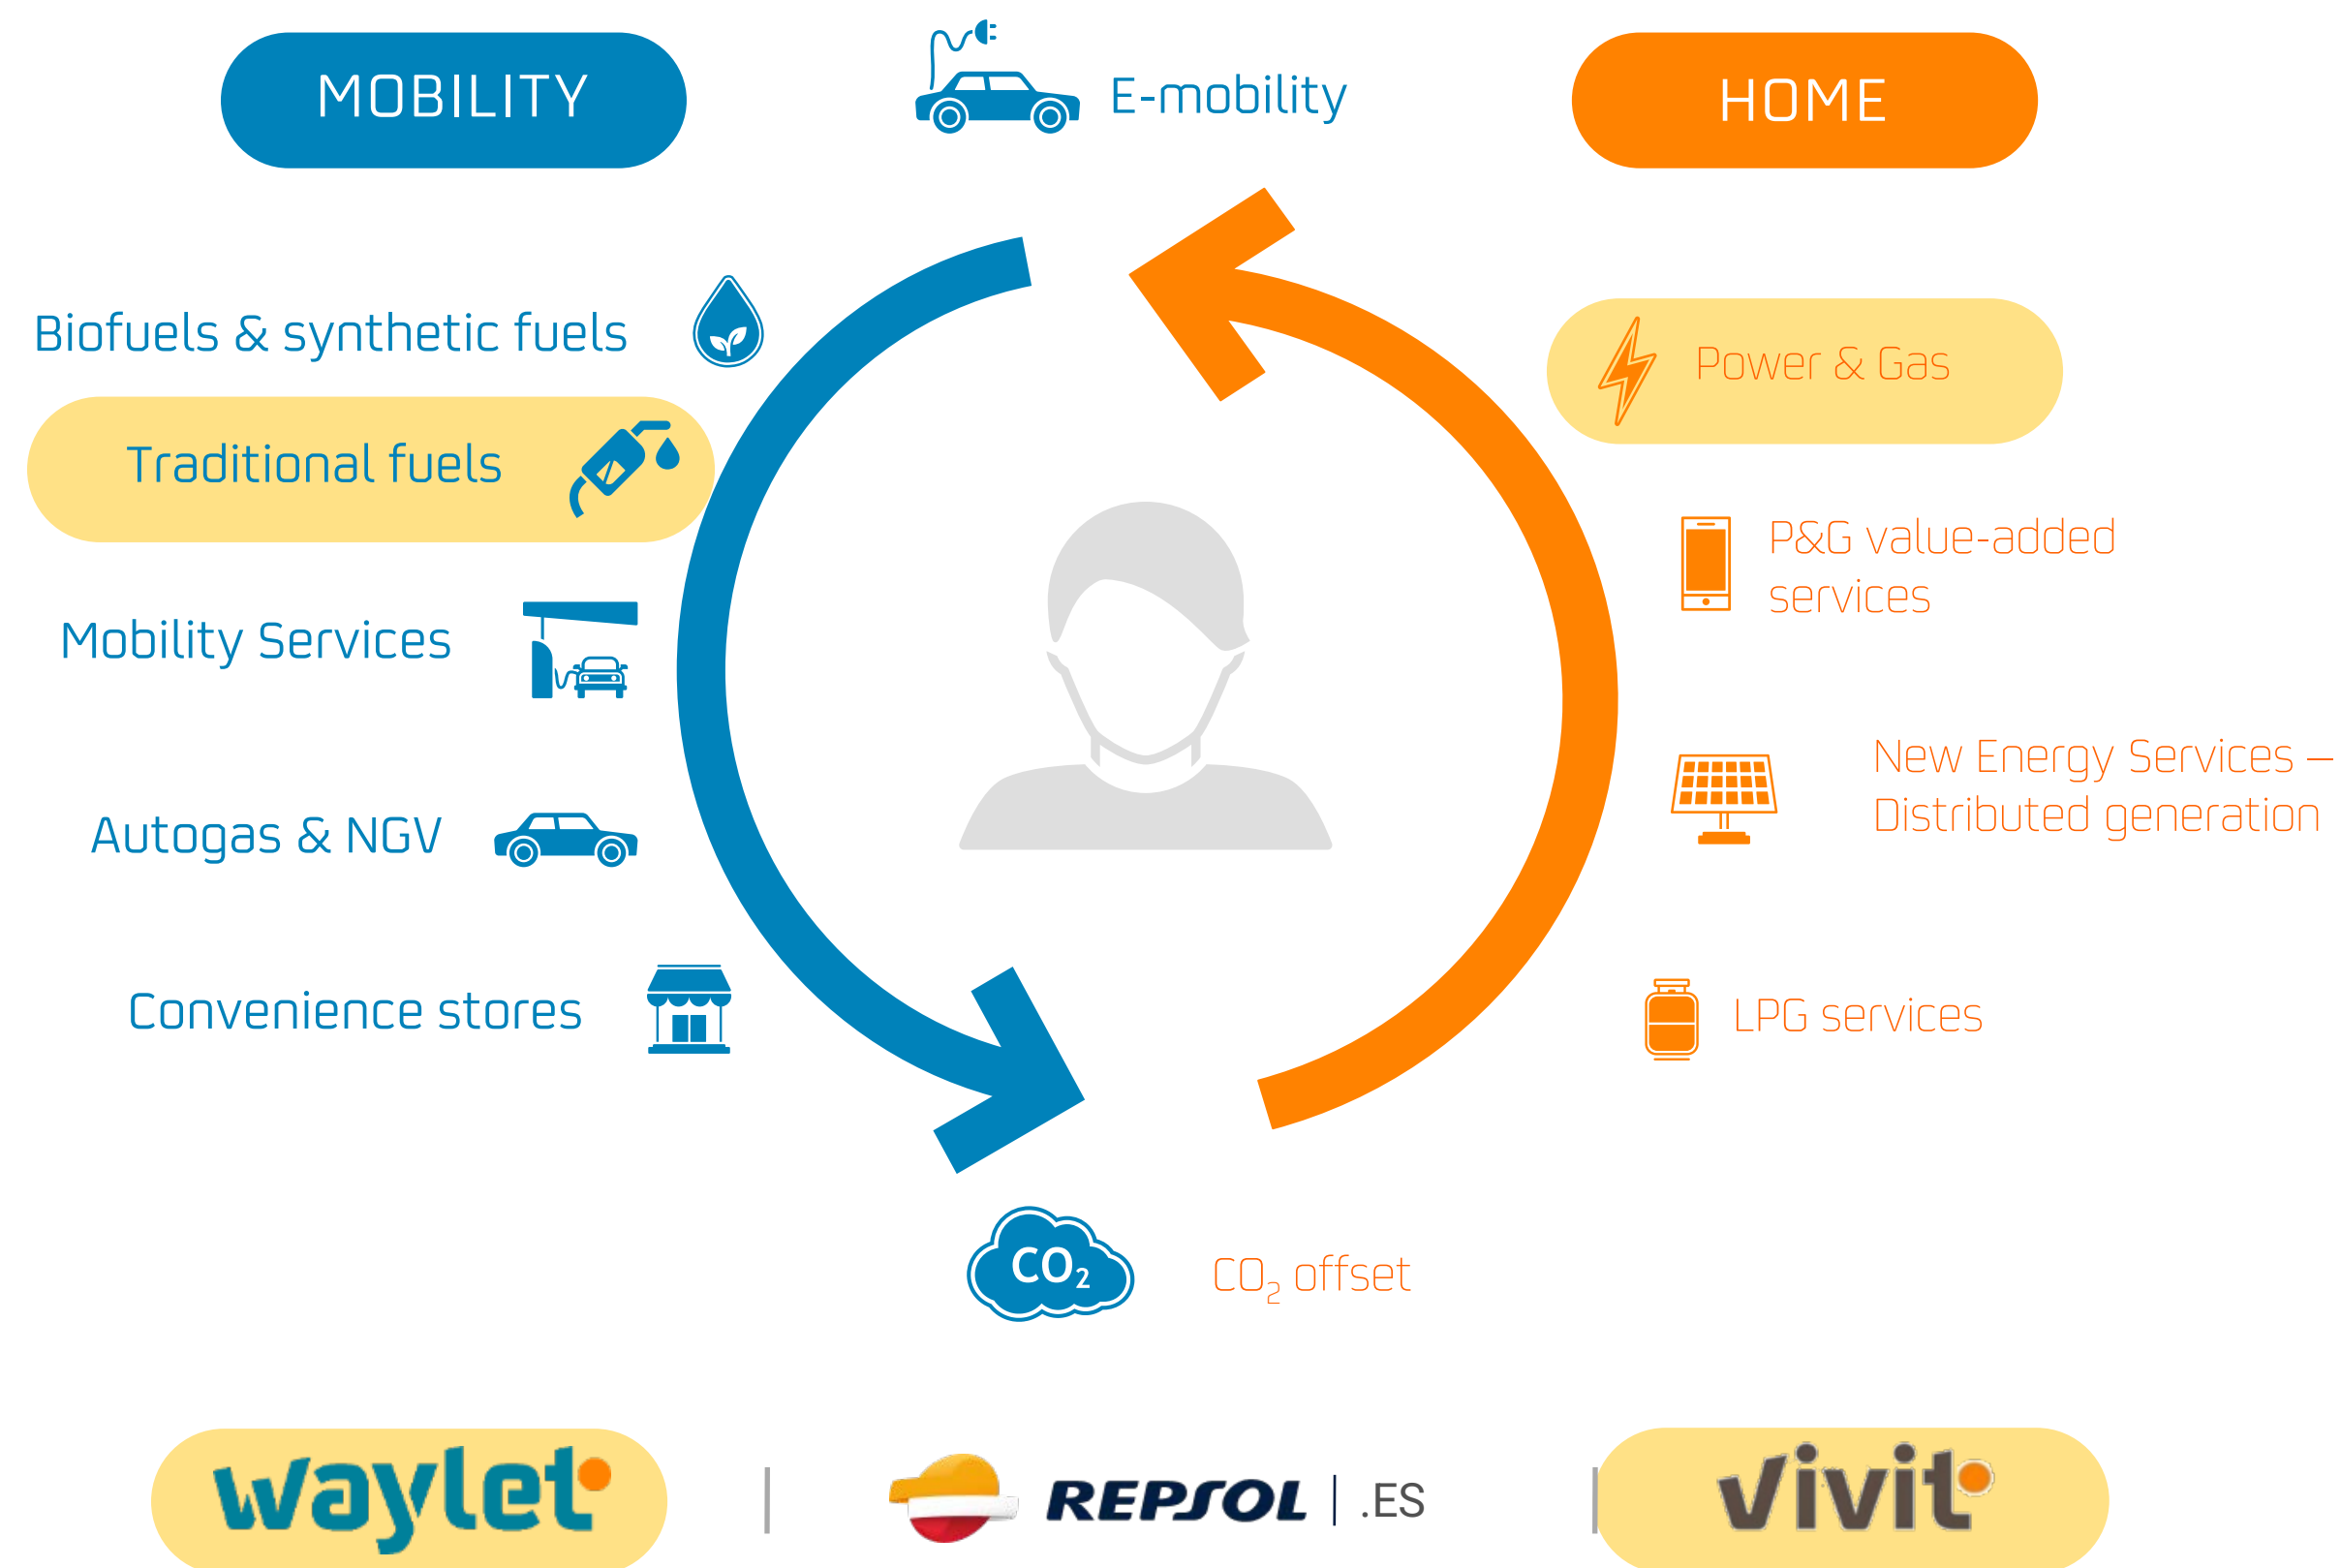 MOBILITY
E-mobility
HOME
Biofuels & synthetic fuels
Traditional fuels
Mobility Services
Autogas & NGV
Convenience stores
Power & Gas
P&G value-added
services
New Energy Services –
Distributed generation
LPG services
CO2
CO2 offset
waylet
REPSOL | .ES
vivit